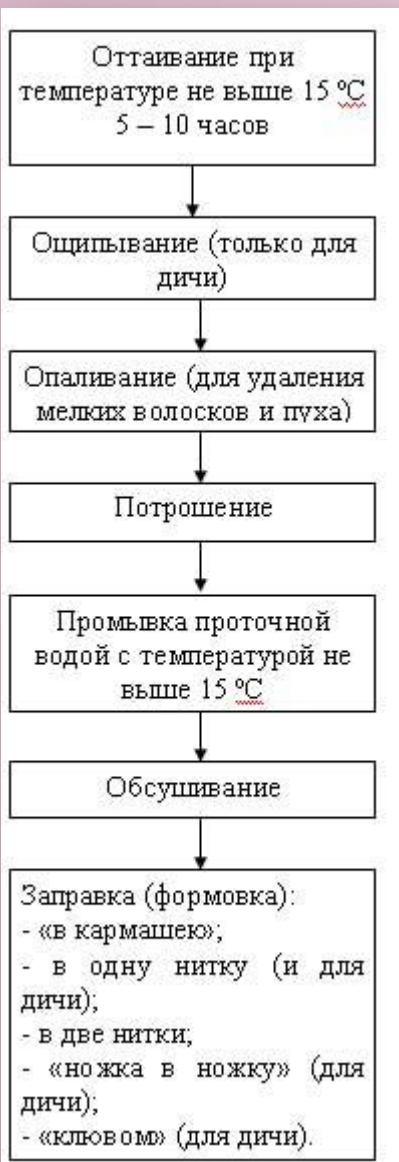 Оттаивание при
температуре не выше 15 ºС
5 – 10 часов
Ощипывание (только для
дичи)
Опаливание (для удаления
мелких волосков и пуха)
Потрошение
Промывка проточной
водой с температурой не
выше 15 ºС
Обсушивание
Заправка (формовка):
- «в кармашею»;
- в одну нитку (и для
дичи);
- в две нитки;
- «ножка в ножку» (для
дичи);
- «клювом» (для дичи).